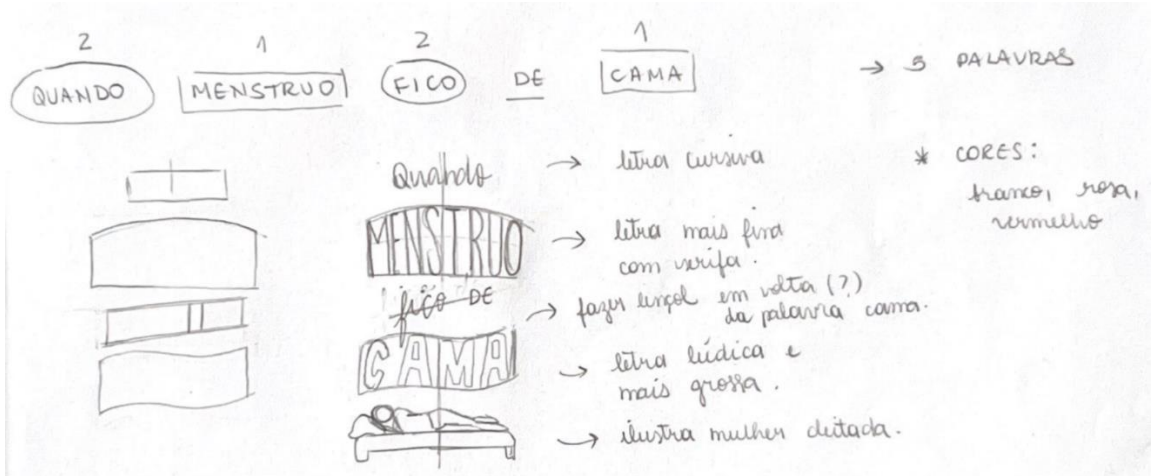 2 1 2 1
QUANDO MENSTRUO FICO DE CAMA → 5 PALAVRAS
Quando → letra cursiva
* CORES:
branco, rosa,
vermelho
MENSTRUO → letra mais fina
com serifa.
fico DE → fazer lençol em volta (?)
da palavra cama.
CAMA → letra lúdica e
mais grossa.
→ ilustra mulher deitada.